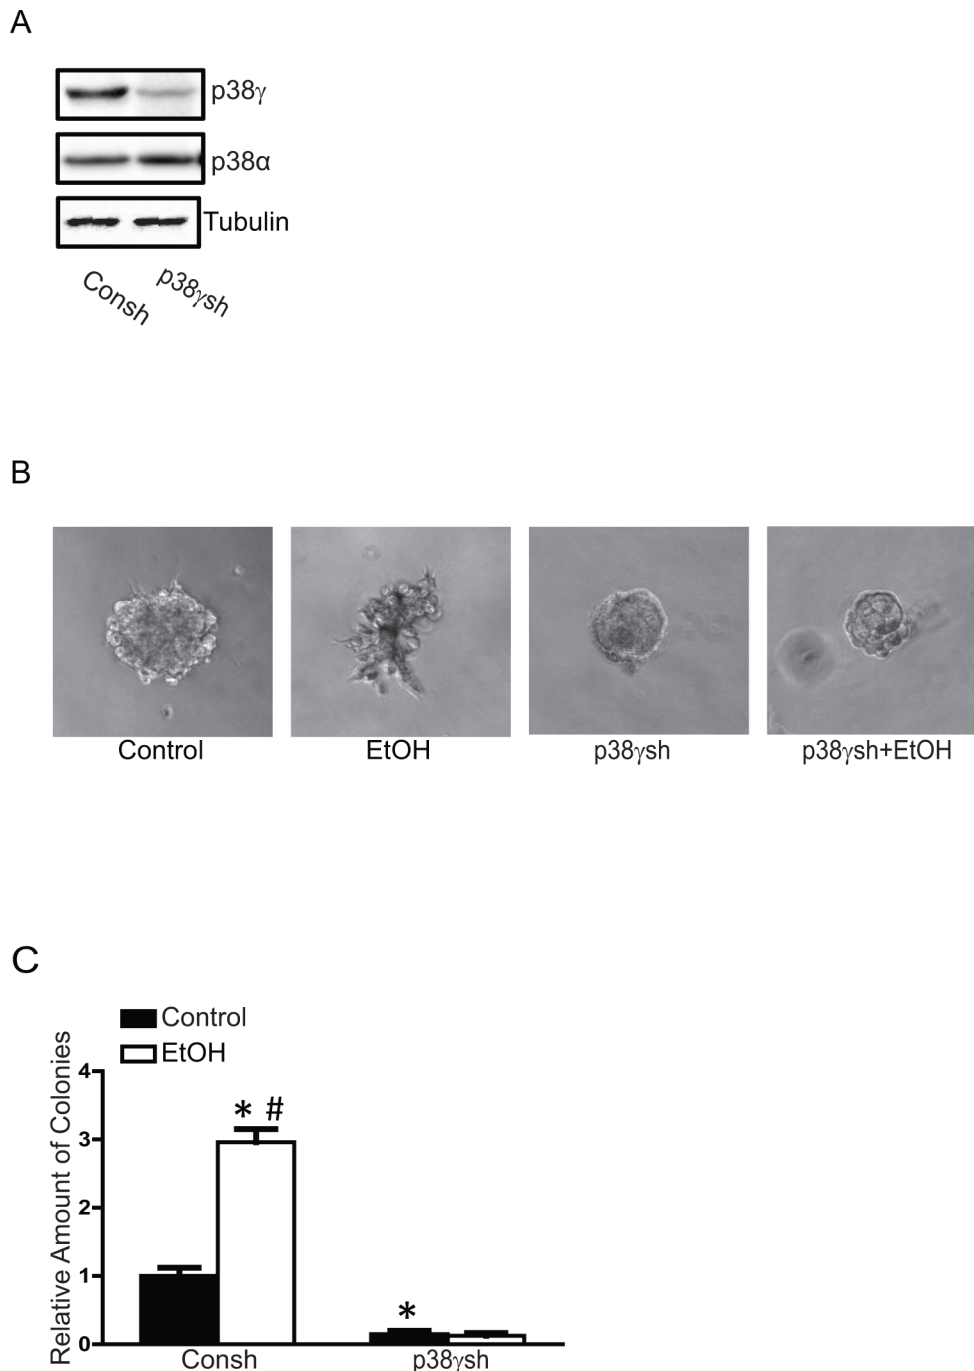 A
p38γ
p38α
Tubulin
Consh
p38γsh
B
Control
EtOH
p38γsh
p38γsh+EtOH
C
Control
EtOH
Relative Amount of Colonies
4
3
2
1
0
* #
*
Consh
p38γsh